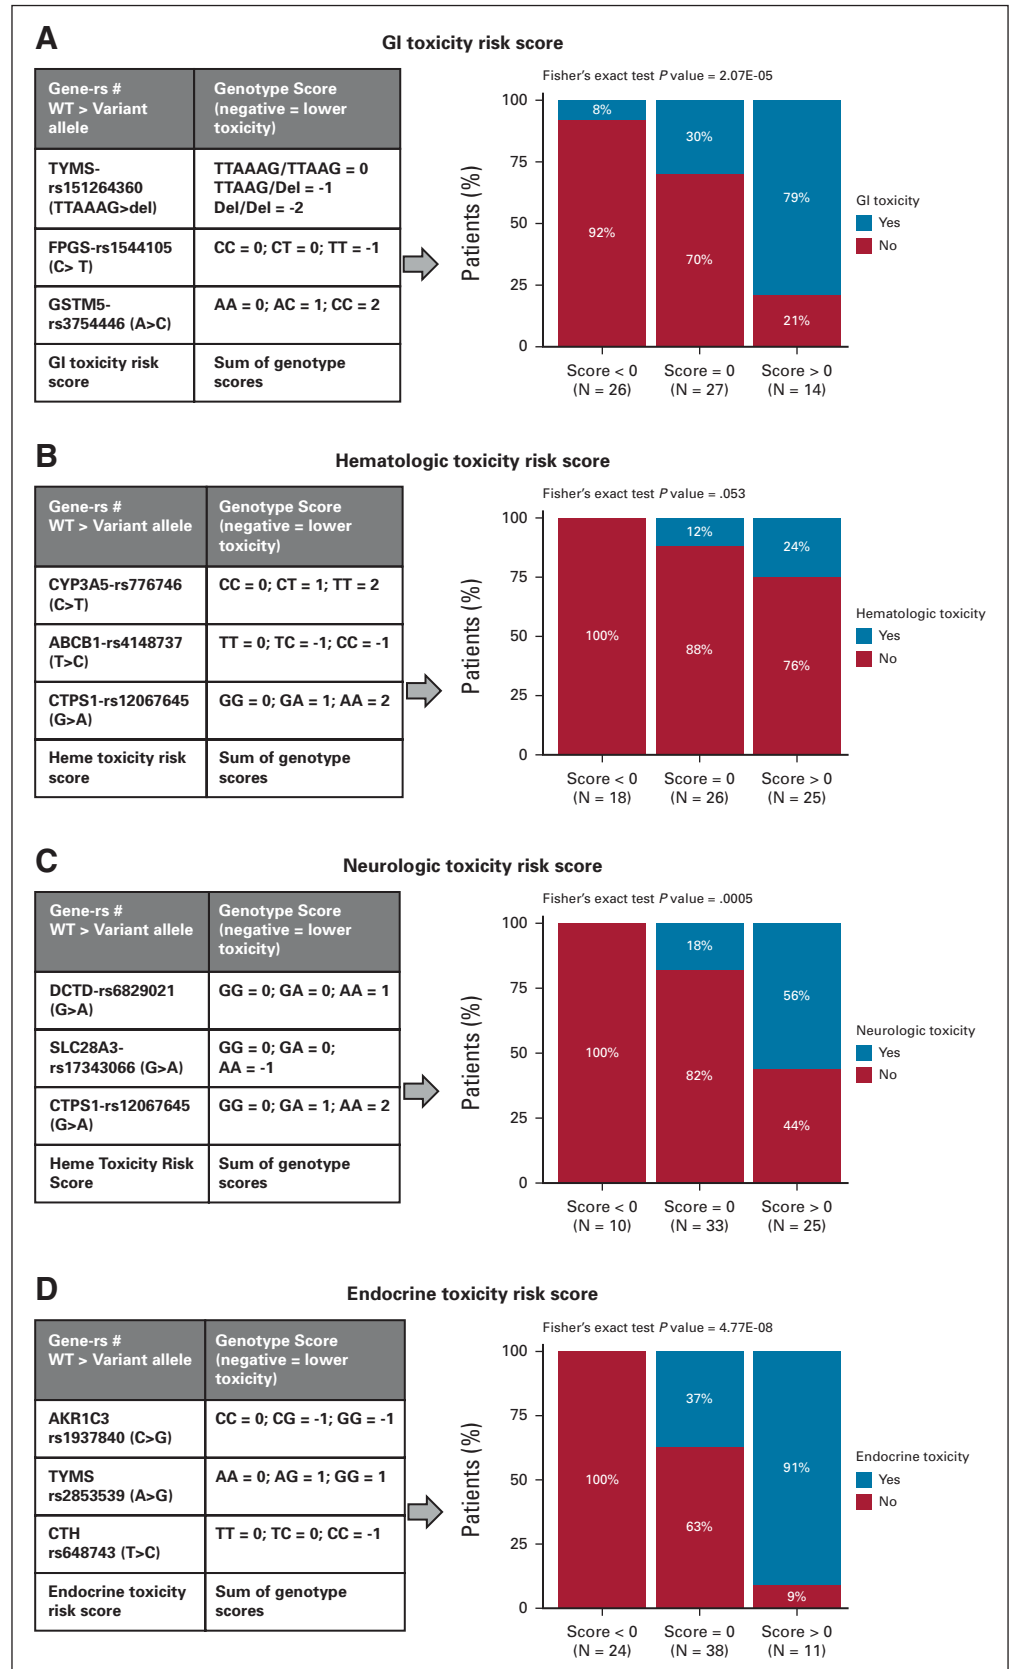 A
GI toxicity risk score
Gene-rs #
WT > Variant
allele
Genotype Score
(negative = lower
toxicity)
TYMS-
rs151264360
(TTAAAG>del)
TTAAAG/TTAAG = 0
TTAAG/Del = -1
Del/Del = -2
FPGS-rs1544105
(C> T)
CC = 0; CT = 0; TT = -1
GSTM5-
rs3754446 (A>C)
AA = 0; AC = 1; CC = 2
GI toxicity risk
score
Sum of genotype
scores
Fisher's exact test P value = 2.07E-05
Patients (%)
100
75
50
25
0
8%
92%
30%
70%
79%
21%
Score < 0
(N = 26)
Score = 0
(N = 27)
Score > 0
(N = 14)
GI toxicity
Yes
No
B
Hematologic toxicity risk score
Gene-rs #
WT > Variant allele
Genotype Score
(negative = lower
toxicity)
CYP3A5-rs776746
(C>T)
CC = 0; CT = 1; TT = 2
ABCB1-rs4148737
(T>C)
TT = 0; TC = -1; CC = -1
CTPS1-rs12067645
(G>A)
GG = 0; GA = 1; AA = 2
Heme toxicity risk
score
Sum of genotype
scores
Fisher's exact test P value = .053
Patients (%)
100
75
50
25
0
100%
12%
88%
24%
76%
Score < 0
(N = 18)
Score = 0
(N = 26)
Score > 0
(N = 25)
Hematologic toxicity
Yes
No
C
Neurologic toxicity risk score
Gene-rs #
WT > Variant allele
Genotype Score
(negative = lower
toxicity)
DCTD-rs6829021
(G>A)
GG = 0; GA = 0; AA = 1
SLC28A3-
rs17343066 (G>A)
GG = 0; GA = 0;
AA = -1
CTPS1-rs12067645
(G>A)
GG = 0; GA = 1; AA = 2
Heme Toxicity Risk
Score
Sum of genotype
scores
Fisher's exact test P value = .0005
Patients (%)
100
75
50
25
0
100%
18%
82%
56%
44%
Score < 0
(N = 10)
Score = 0
(N = 33)
Score > 0
(N = 25)
Neurologic toxicity
Yes
No
D
Endocrine toxicity risk score
Gene-rs #
WT > Variant allele
Genotype Score
(negative = lower
toxicity)
AKR1C3
rs1937840 (C>G)
CC = 0; CG = -1; GG = -1
TYMS
rs2853539 (A>G)
AA = 0; AG = 1; GG = 1
CTH
rs648743 (T>C)
TT = 0; TC = 0; CC = -1
Endocrine toxicity
risk score
Sum of genotype
scores
Fisher's exact test P value = 4.77E-08
Patients (%)
100
75
50
25
0
100%
37%
63%
91%
9%
Score < 0
(N = 24)
Score = 0
(N = 38)
Score > 0
(N = 11)
Endocrine toxicity
Yes
No